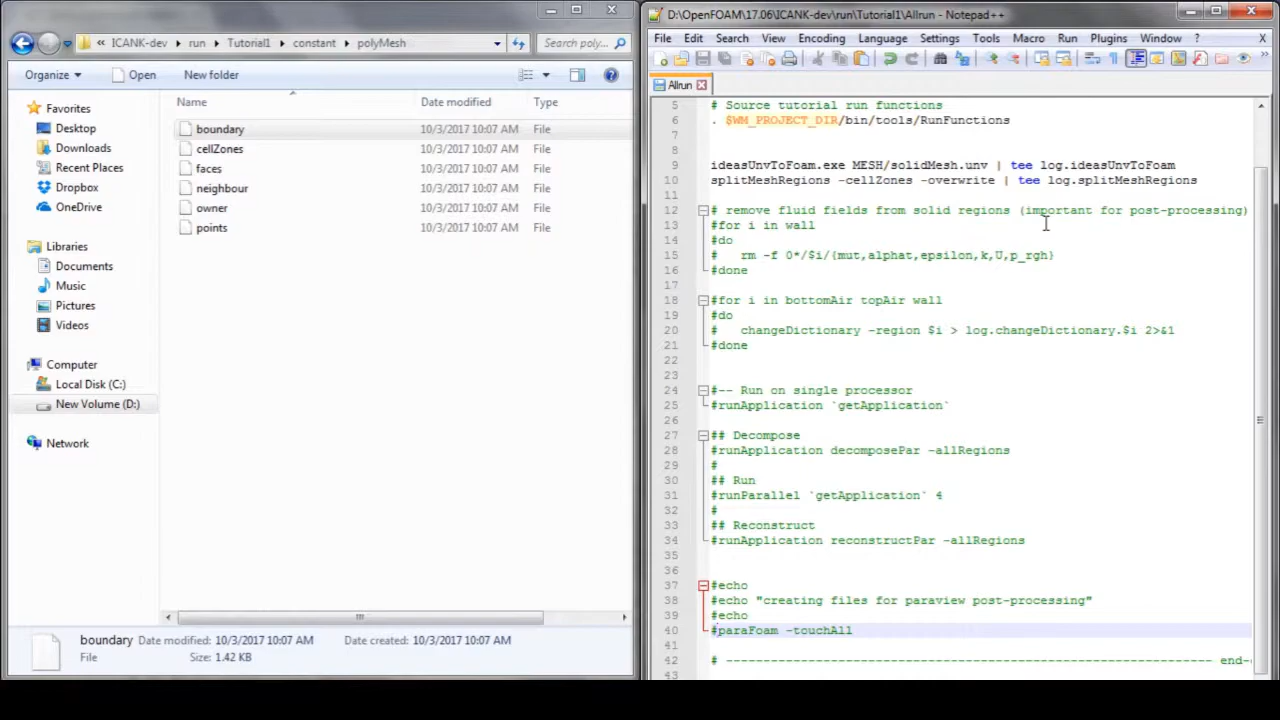 ICANK-dev
run
Tutorial1
constant
polyMesh
Search poly...
Organize
Open
New folder
Favorites
Desktop
Downloads
Recent Places
Dropbox
OneDrive
Libraries
Documents
Music
Pictures
Videos
Computer
Local Disk (C:)
New Volume (D:)
Network
Name Date modified Type
boundary 10/3/2017 10:07 AM File
cellZones 10/3/2017 10:07 AM File
faces 10/3/2017 10:07 AM File
neighbour 10/3/2017 10:07 AM File
owner 10/3/2017 10:07 AM File
points 10/3/2017 10:07 AM File
boundary Date modified: 10/3/2017 10:07 AM Date created: 10/3/2017 10:07 AM
File Size: 1.42 KB
D:\OpenFOAM\17.06\ICANK-dev\run\Tutorial1\Allrun - Notepad++
File Edit Search View Encoding Language Settings Tools Macro Run Plugins Window ? X
Allrun
5 # Source tutorial run functions
6 . $WM_PROJECT_DIR/bin/tools/RunFunctions
7
8
9 ideasUnvToFoam.exe MESH/solidMesh.unv | tee log.ideasUnvToFoam
10 splitMeshRegions -cellZones -overwrite | tee log.splitMeshRegions
11
12 # remove fluid fields from solid regions (important for post-processing)
13 #for i in wall
14 #do
15 # rm -f 0*/$i/{mut,alphat,epsilon,k,U,p_rgh}
16 #done
17
18 #for i in bottomAir topAir wall
19 #do
20 # changeDictionary -region $i > log.changeDictionary.$i 2>&1
21 #done
22
23
24 #-- Run on single processor
25 #runApplication `getApplication`
26
27 ## Decompose
28 #runApplication decomposePar -allRegions
29 #
30 ## Run
31 #runParallel `getApplication` 4
32 #
33 ## Reconstruct
34 #runApplication reconstructPar -allRegions
35
36
37 #echo
38 #echo "creating files for paraview post-processing"
39 #echo
40 #paraFoam -touchAll
41
42 # ----------------------------------------------------------------- end-
43